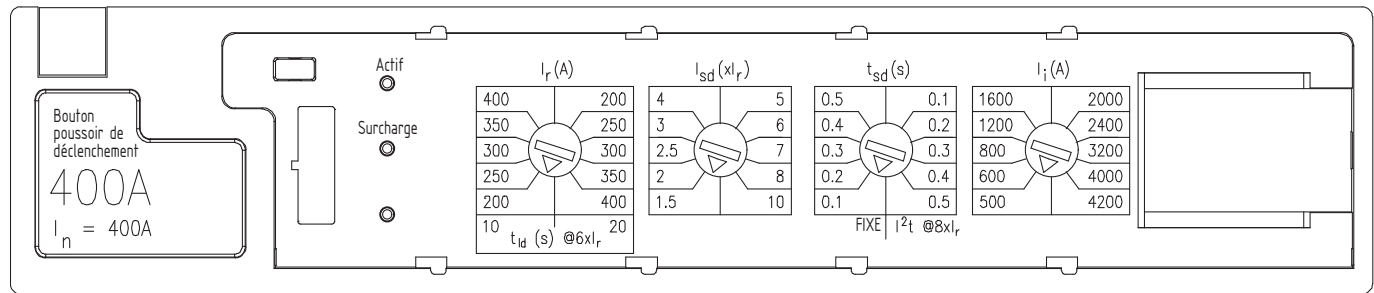 Bouton
poussoir de
déclenchement
400A
In = 400A
Actif
Surcharge
Ir (A)
400 200
350 250
300 300
250 350
200 400
10 20
tld (s) @6xIr
Isd (xIr)
4 5
3 6
2.5 7
2 8
1.5 10
tsd (s)
0.5 0.1
0.4 0.2
0.3 0.3
0.2 0.4
0.1 0.5
FIXE I²t @8xIr
Ii (A)
1600 2000
1200 2400
800 3200
600 4000
500 4200